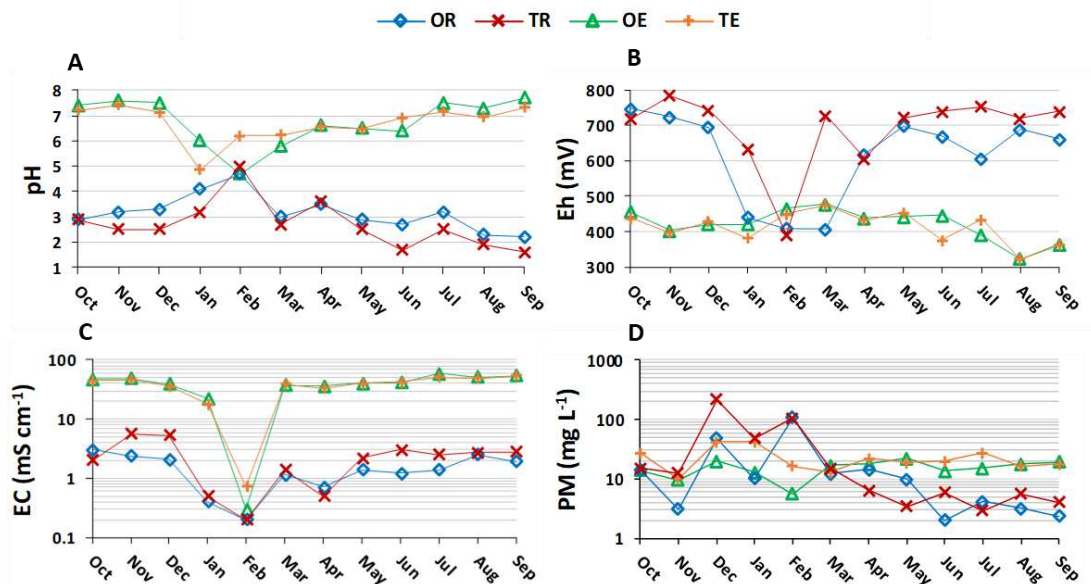 OR TR OE TE
A
8
7
6
5
4
3
2
1
pH
Oct Nov Dec Jan Feb Mar Apr May Jun Jul Aug Sep
B
800
700
600
500
400
300
Eh (mV)
Oct Nov Dec Jan Feb Mar Apr May Jun Jul Aug Sep
C
100
10
1
0.1
EC (mS cm⁻¹)
Oct Nov Dec Jan Feb Mar Apr May Jun Jul Aug Sep
D
1000
100
10
1
PM (mg L⁻¹)
Oct Nov Dec Jan Feb Mar Apr May Jun Jul Aug Sep